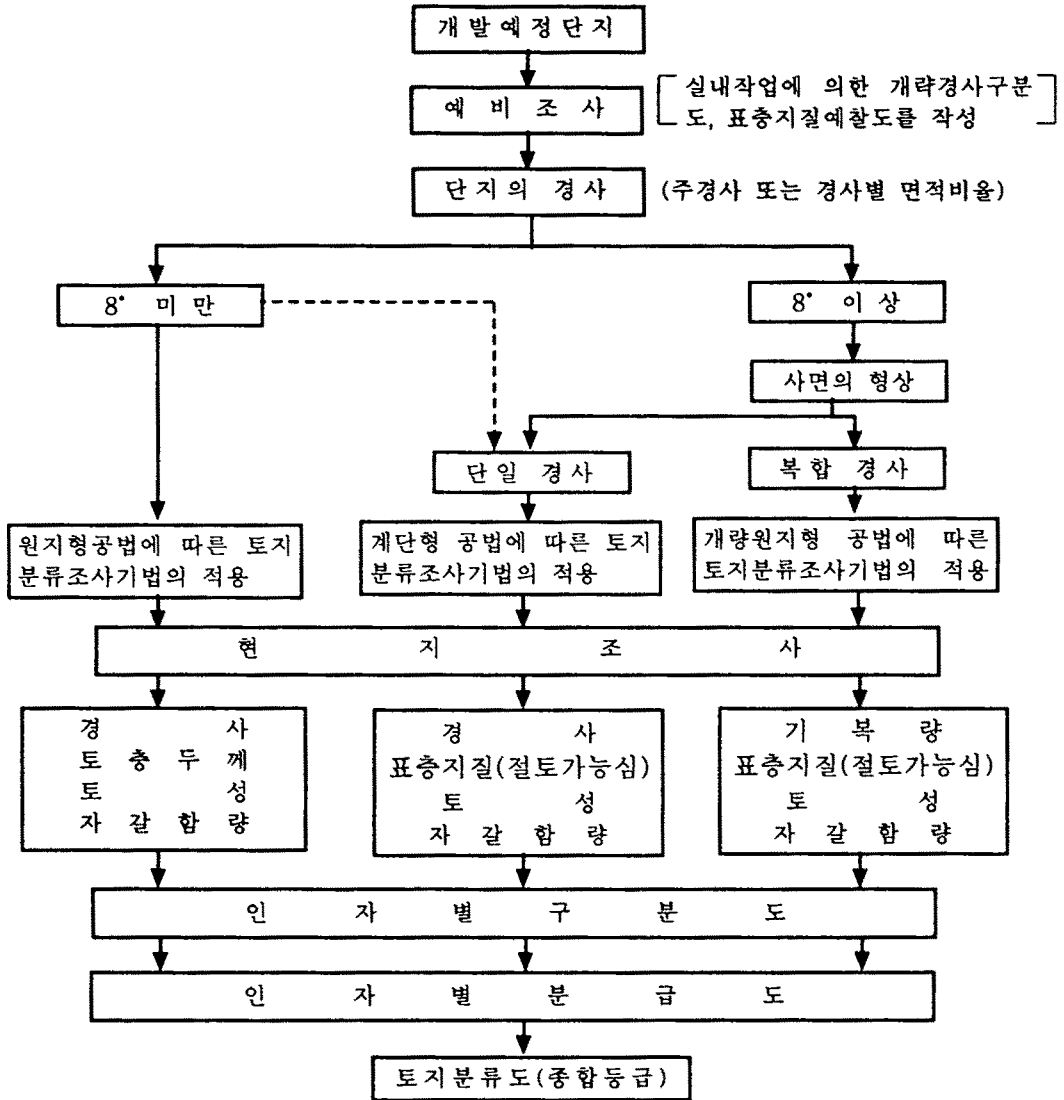 개발예정단지
예비조사
실내작업에 의한 개략경사구분
도, 표층지질예찰도를 작성
단지의 경사
(주경사 또는 경사별 면적비율)
8° 미만
8° 이상
사면의 형상
단일 경사
복합 경사
원지형공법에 따른 토지
분류조사기법의 적용
계단형 공법에 따른 토지
분류조사기법의 적용
개량원지형 공법에 따른
토지분류조사기법의 적용
현지조사
경사
토층두께
토성
자갈함량
경사
표층지질(절토가능심)
토성
자갈함량
기복량
표층지질(절토가능심)
토성
자갈함량
인자별구분도
인자별분급도
토지분류도(종합등급)